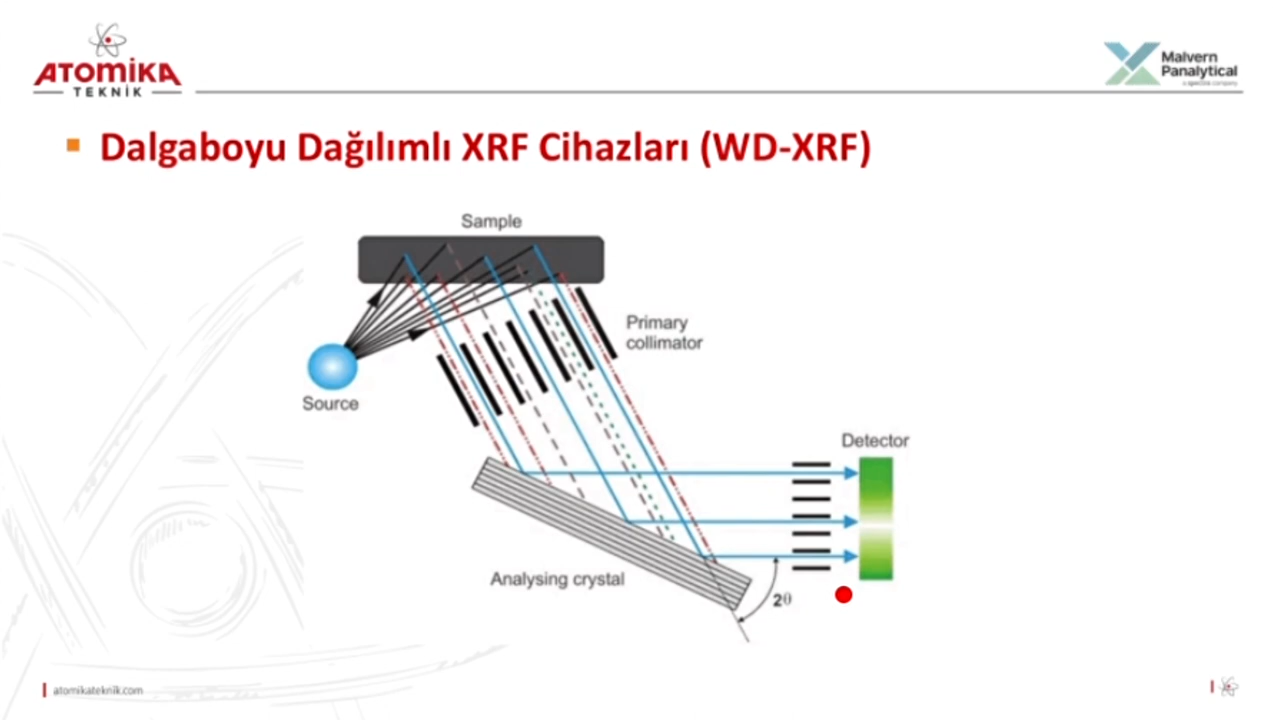 ATOMİKA
TEKNİK
Malvern
Panalytical
a spectris company
Dalgaboyu Dağılımlı XRF Cihazları (WD-XRF)
Sample
Primary
collimator
Source
Detector
Analysing crystal
2θ
atomikateknik.com